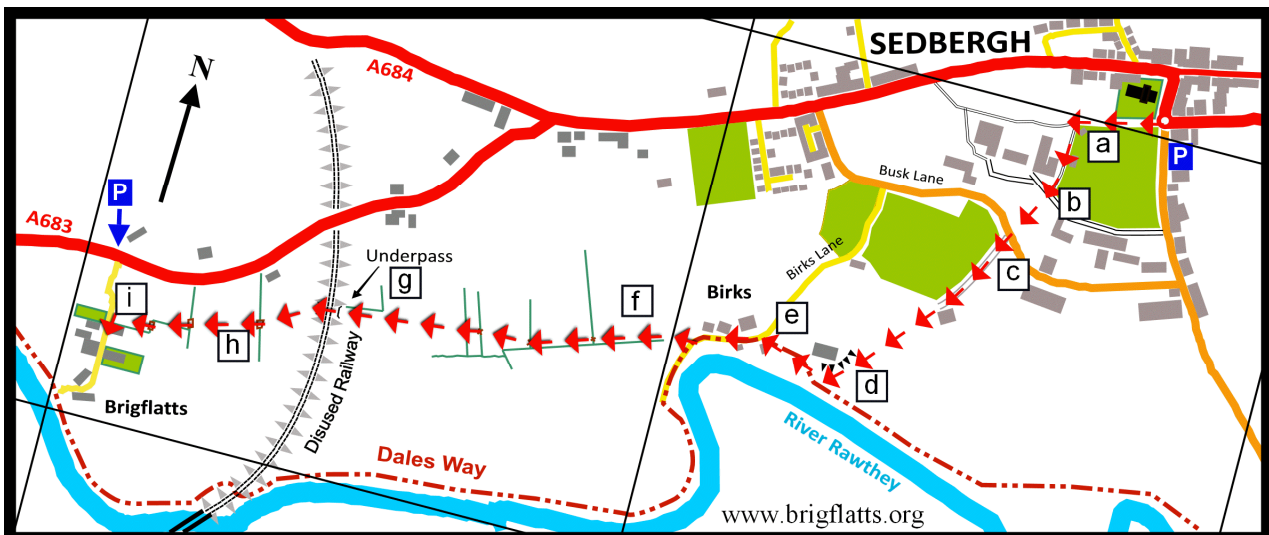 SEDBERGH
A684
N
a
P
b
Busk Lane
P
A683
Birks Lane
Underpass
g
c
i
f
Birks
e
h
d
Brigflatts
Disused Railway
Dales Way
River Rawthey
www.brigflatts.org